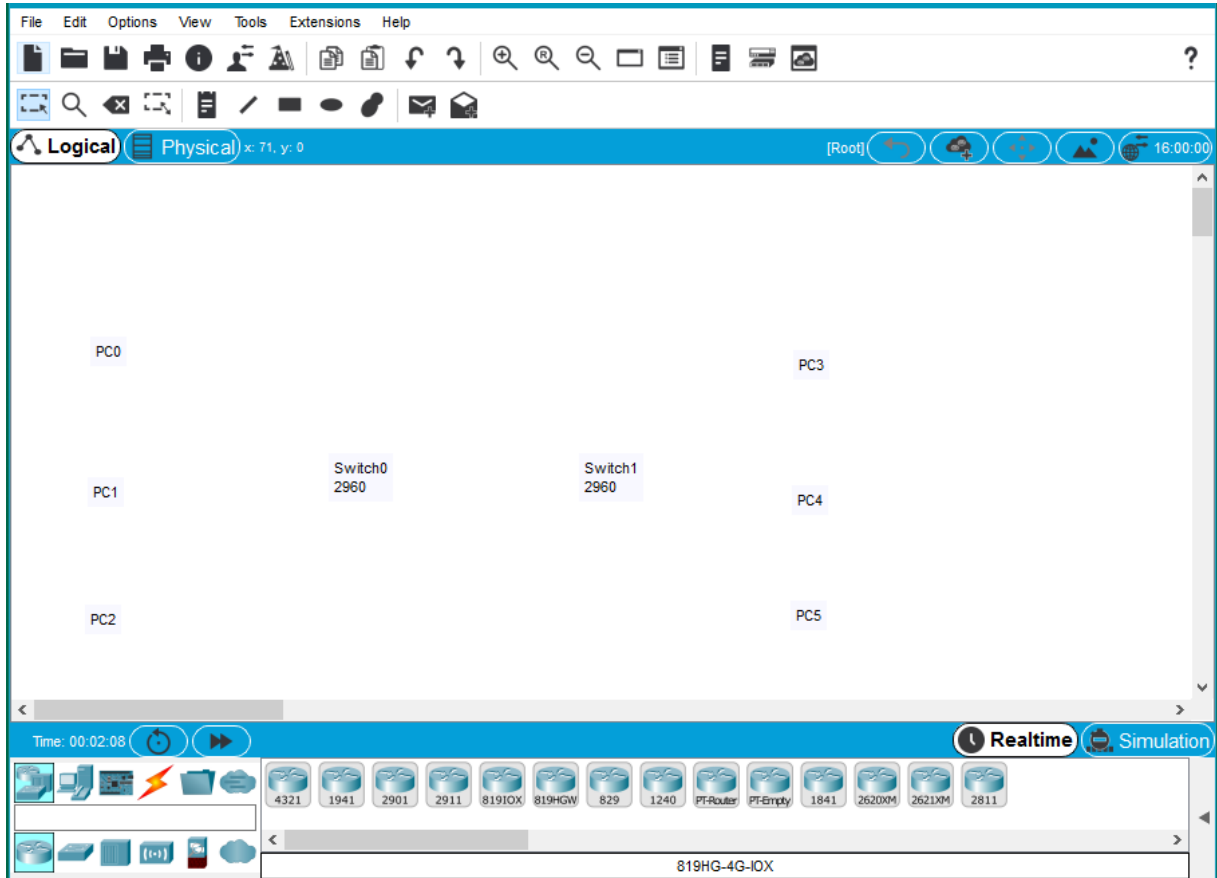 File Edit Options View Tools Extensions Help
?
Logical Physical x: 71, y: 0 [Root] 16:00:00
PC0
PC3
Switch0
2960
Switch1
2960
PC1
PC4
PC2
PC5
Time: 00:02:08 Realtime Simulation
4321 1941 2901 2911 819IOX 819HGW 829 1240 PT-Router PT-Empty 1841 2620XM 2621XM 2811
819HG-4G-IOX